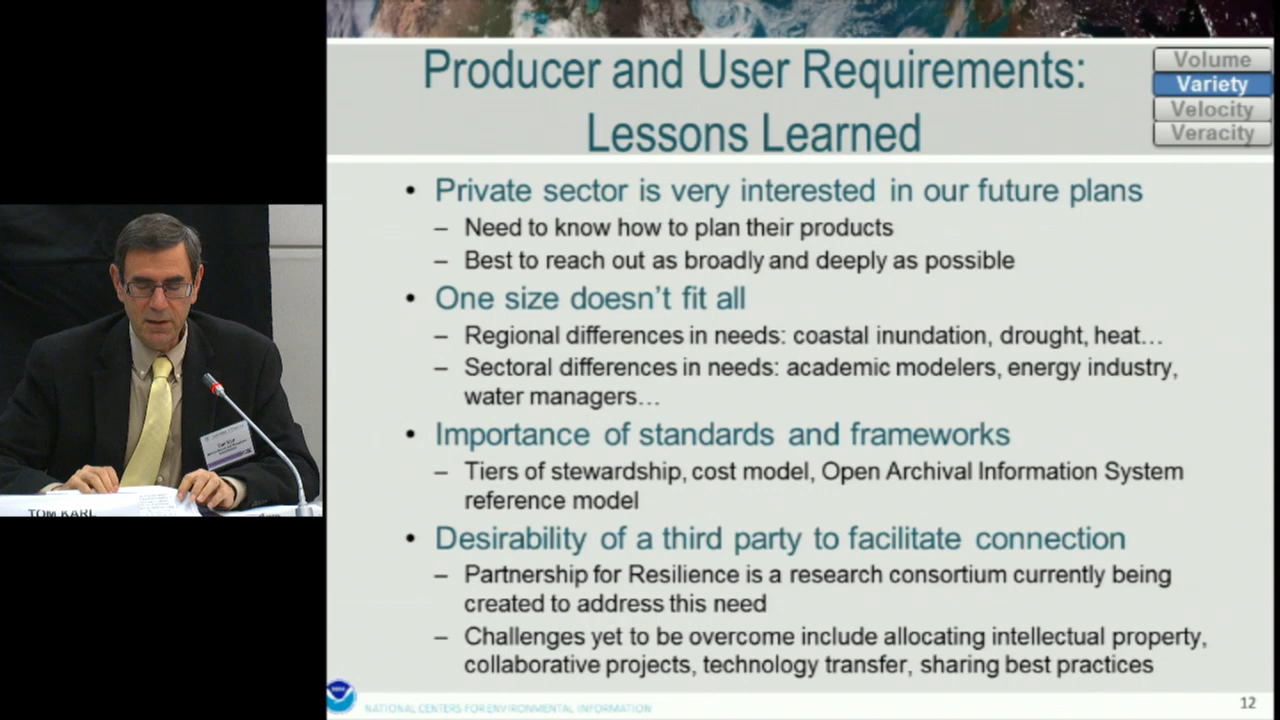 Producer and User Requirements:
Lessons Learned
Volume
Variety
Velocity
Veracity
• Private sector is very interested in our future plans
– Need to know how to plan their products
– Best to reach out as broadly and deeply as possible
• One size doesn't fit all
– Regional differences in needs: coastal inundation, drought, heat…
– Sectoral differences in needs: academic modelers, energy industry,
water managers…
• Importance of standards and frameworks
– Tiers of stewardship, cost model, Open Archival Information System
reference model
• Desirability of a third party to facilitate connection
– Partnership for Resilience is a research consortium currently being
created to address this need
– Challenges yet to be overcome include allocating intellectual property,
collaborative projects, technology transfer, sharing best practices
NATIONAL CENTERS FOR ENVIRONMENTAL INFORMATION
12
TOM KARL